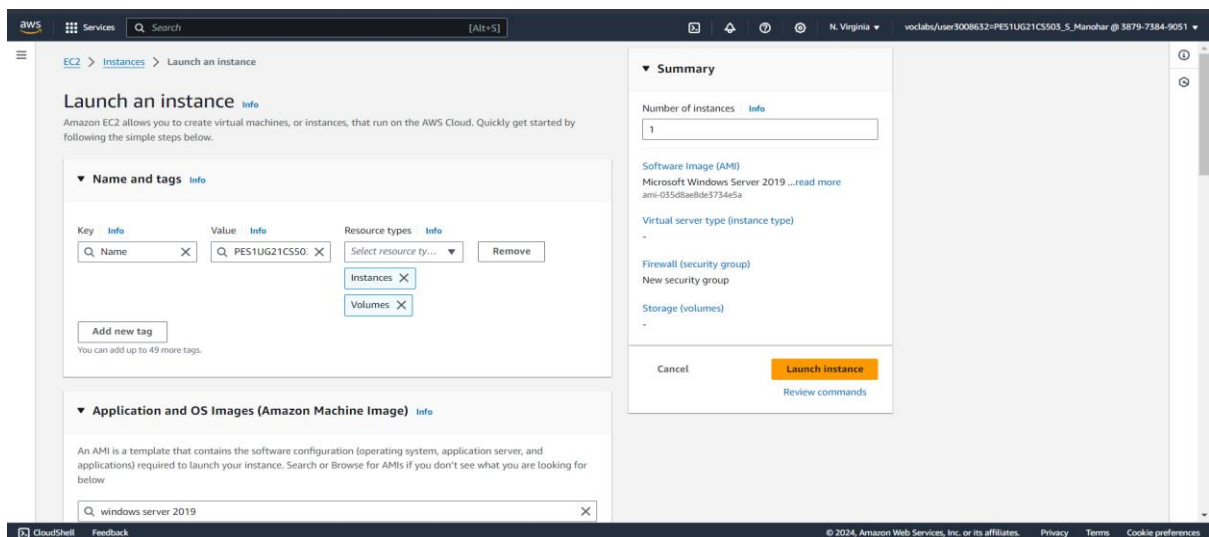 aws Services Search [Alt+S] N. Virginia voclabs/user3008632=PES1UG21CS503_S_Manohar @ 3879-7384-9051
EC2 > Instances > Launch an instance
Launch an instance Info
Amazon EC2 allows you to create virtual machines, or instances, that run on the AWS Cloud. Quickly get started by
following the simple steps below.
Name and tags Info
Key Info Value Info Resource types Info
Name PES1UG21CS50 Select resource ty... Remove
Instances
Volumes
Add new tag
You can add up to 49 more tags.
Application and OS Images (Amazon Machine Image) Info
An AMI is a template that contains the software configuration (operating system, application server, and
applications) required to launch your instance. Search or Browse for AMIs if you don't see what you are looking for
below
windows server 2019
Summary
Number of instances Info
1
Software Image (AMI)
Microsoft Windows Server 2019 ...read more
ami-035d8ae8de3734e5a
Virtual server type (instance type)
-
Firewall (security group)
New security group
Storage (volumes)
-
Cancel Launch instance
Review commands
CloudShell Feedback © 2024, Amazon Web Services, Inc. or its affiliates. Privacy Terms Cookie preferences